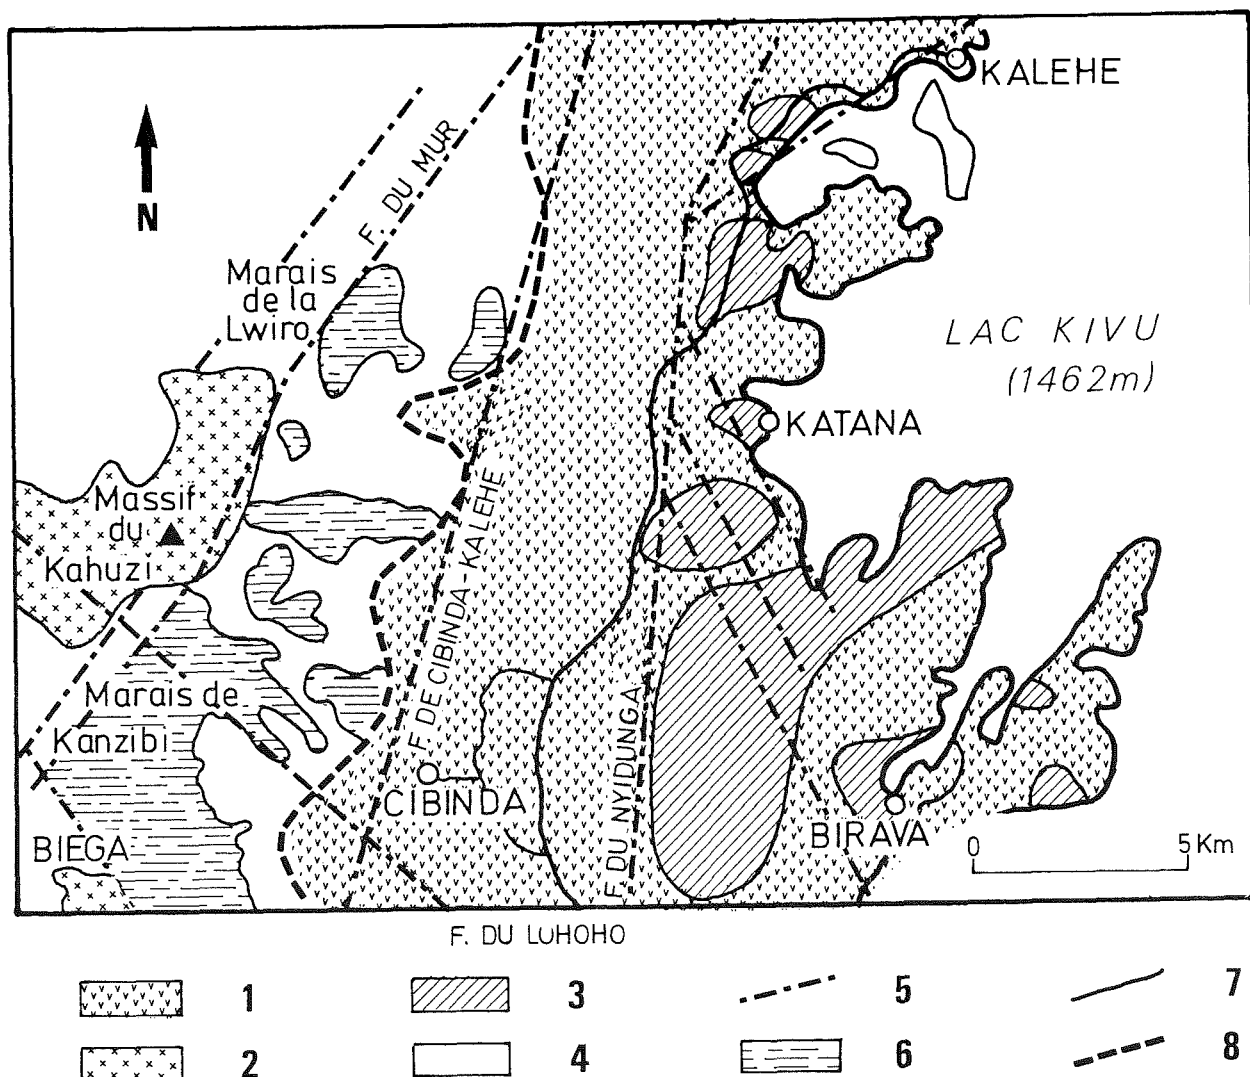 KALEHE
F. DU MUR
N
Marais
de la
Lwiro
LAC KIVU
(1462m)
KATANA
Massif
du
Kahuzi
F. DE CIBINDA-KALEHE
Marais de
Kanzibi
F. DU NYIDUNGA
CIBINDA
BIRAVA
BIEGA
0 5 Km
F. DU LUHOHO
1 3 5 7
2 4 6 8